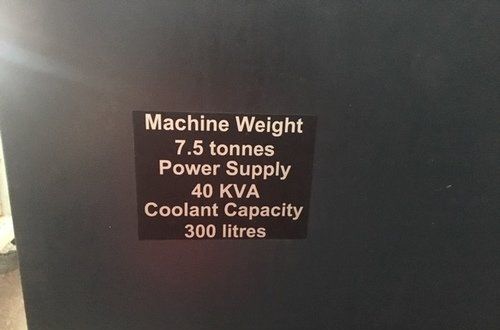 Machine Weight
7.5 tonnes
Power Supply
40 KVA
Coolant Capacity
300 litres